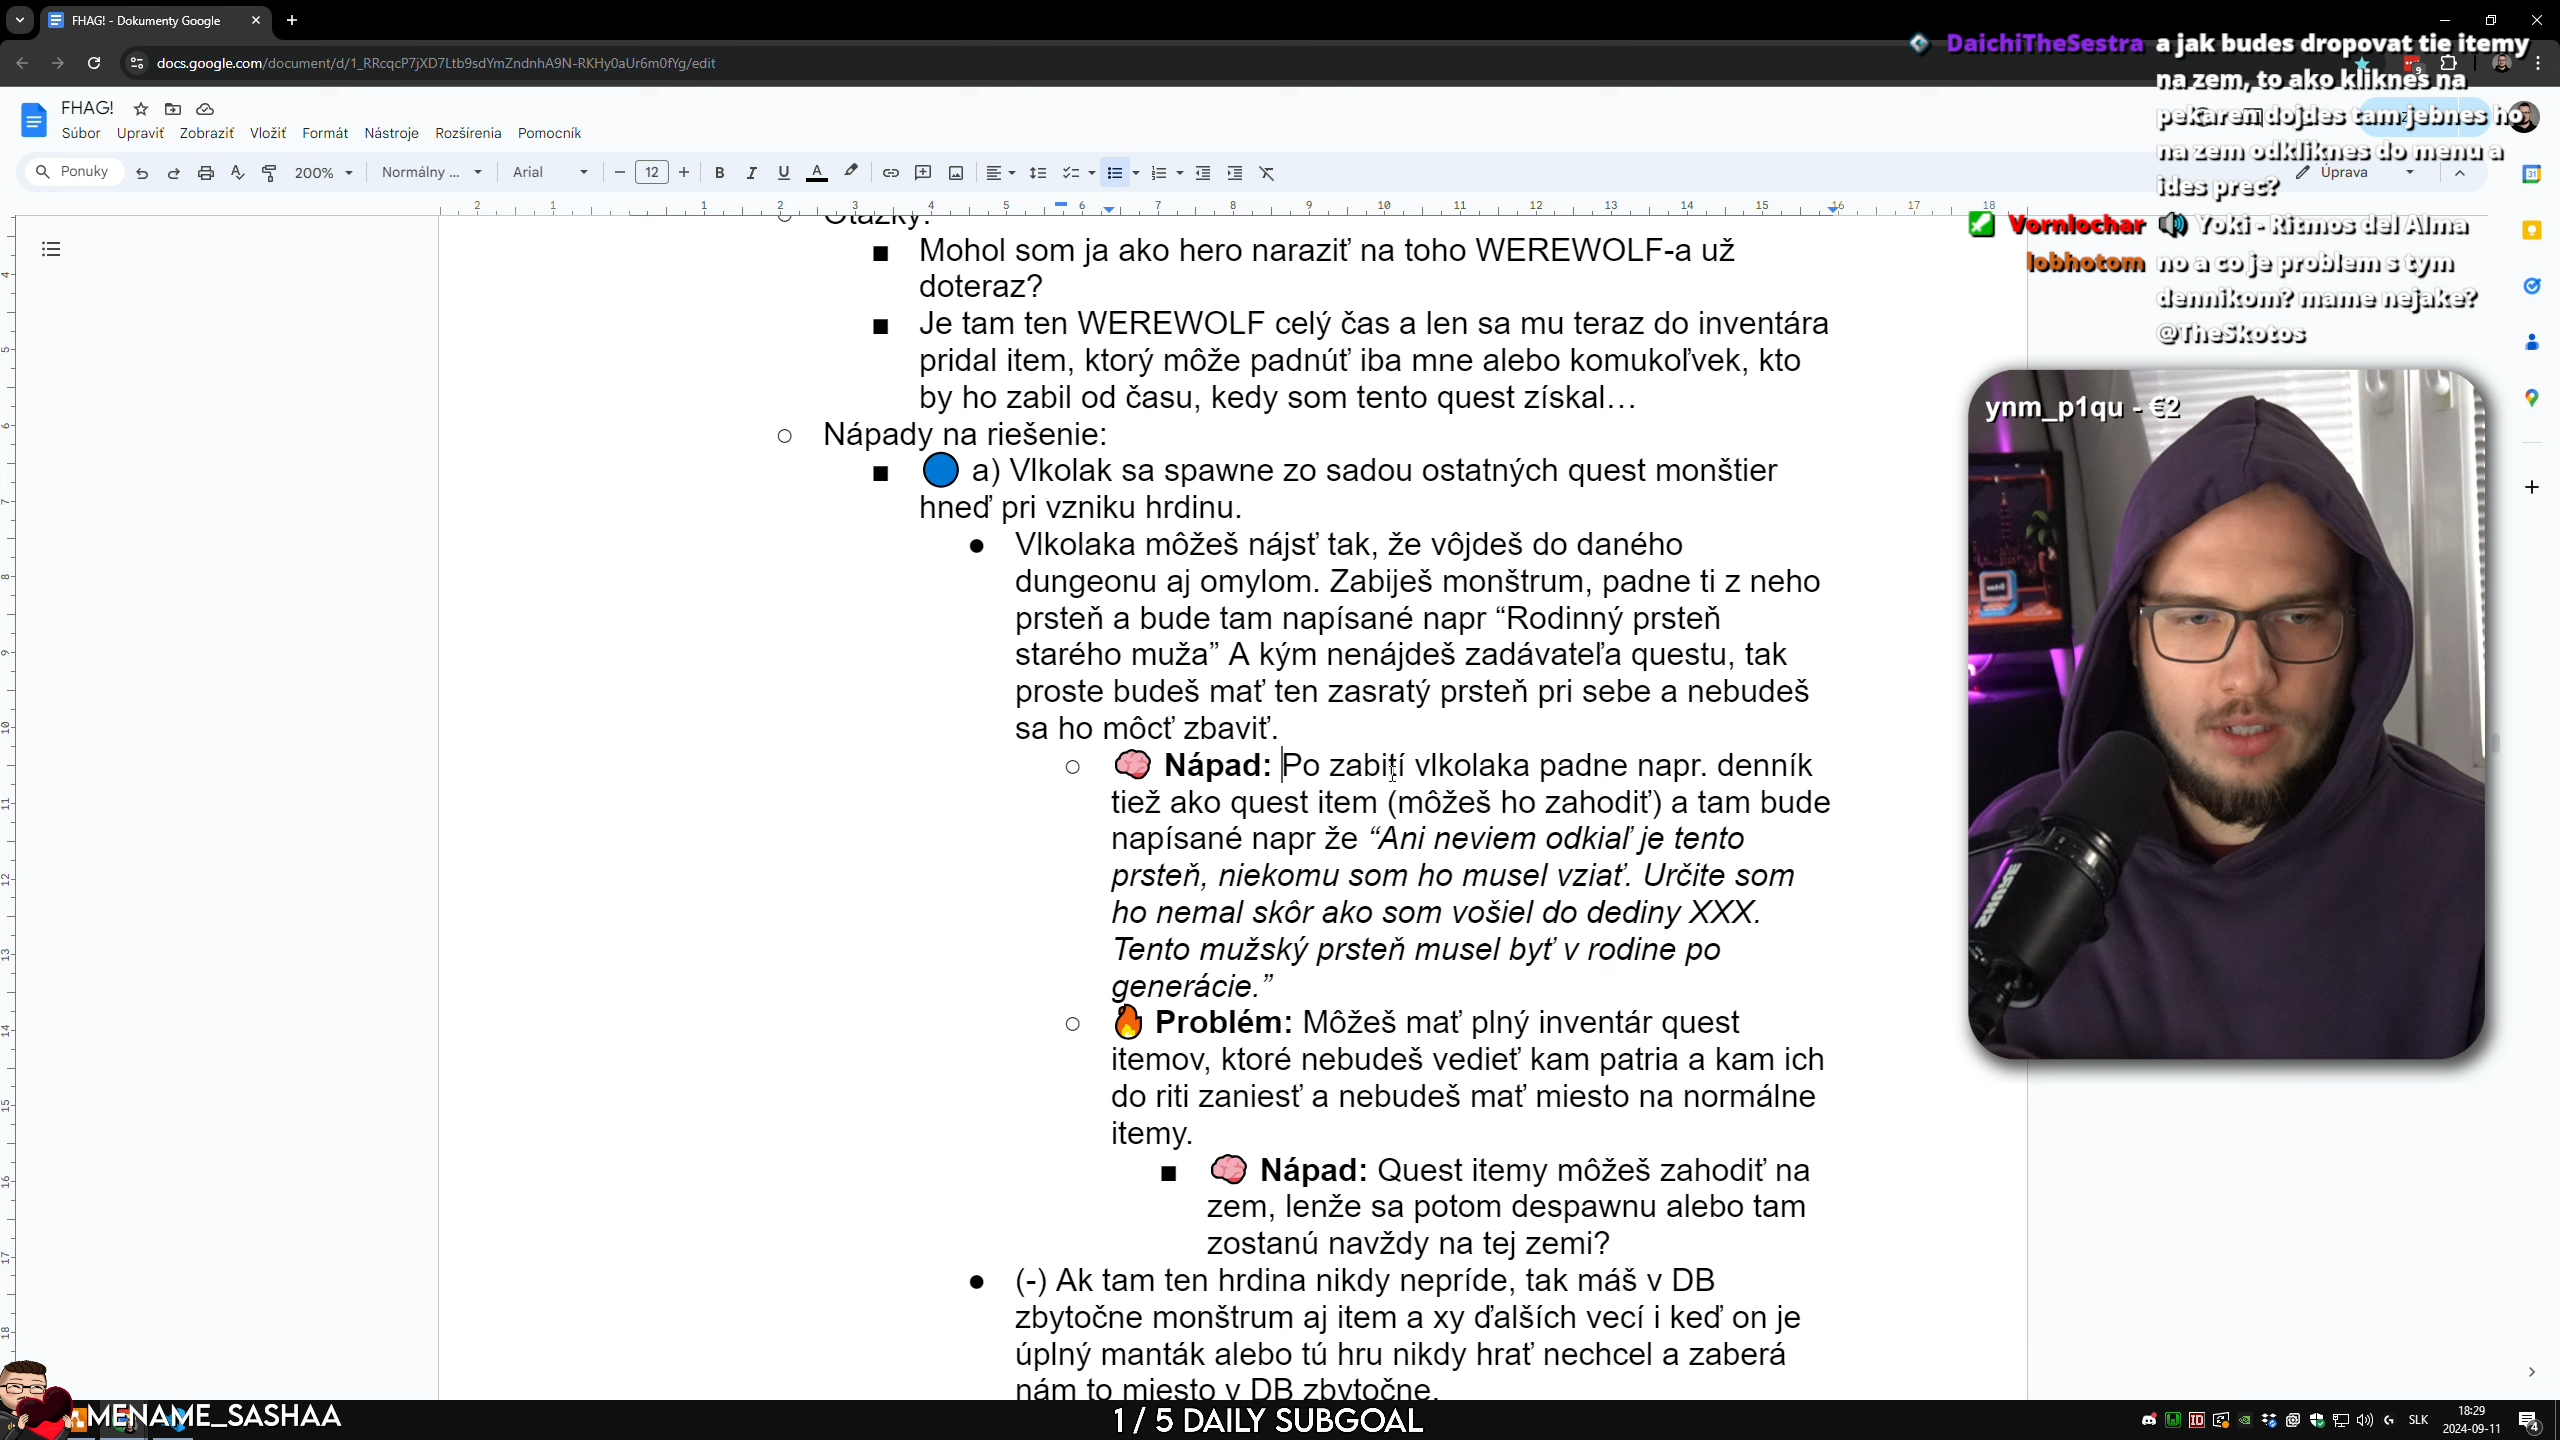 FHAG! - Dokumenty Google
docs.google.com/document/d/1_RRcqcP7jXD7Ltb9sdYmZndnhA9N-RKHy0aUr6m0fYg/edit
FHAG!
Súbor Upraviť Zobraziť Vložiť Formát Nástroje Rozšírenia Pomocník
Ponuky 200% Normálny ... Arial 12 Úprava
DaichiTheSestra a jak budes dropovat tie itemy
na zem, to ako kliknes na
pekaren dojdes tam jebnes ho
na zem odkliknes do menu a
ides prec?
Vornlochar Yoki - Ritmos del Alma
lobhotom no a co je problem s tym
dennikom? mame nejake?
@TheSkotos
ynm_p1qu - €2
Otázky:
Mohol som ja ako hero naraziť na toho WEREWOLF-a už
doteraz?
Je tam ten WEREWOLF celý čas a len sa mu teraz do inventára
pridal item, ktorý môže padnúť iba mne alebo komukoľvek, kto
by ho zabil od času, kedy som tento quest získal…
Nápady na riešenie:
a) Vlkolak sa spawne zo sadou ostatných quest monštier
hneď pri vzniku hrdinu.
Vlkolaka môžeš nájsť tak, že vôjdeš do daného
dungeonu aj omylom. Zabiješ monštrum, padne ti z neho
prsteň a bude tam napísané napr “Rodinný prsteň
starého muža” A kým nenájdeš zadávateľa questu, tak
proste budeš mať ten zasratý prsteň pri sebe a nebudeš
sa ho môcť zbaviť.
🧠 Nápad: Po zabití vlkolaka padne napr. denník
tiež ako quest item (môžeš ho zahodiť) a tam bude
napísané napr že “Ani neviem odkiaľ je tento
prsteň, niekomu som ho musel vziať. Určite som
ho nemal skôr ako som vošiel do dediny XXX.
Tento mužský prsteň musel byť v rodine po
generácie.”
🔥 Problém: Môžeš mať plný inventár quest
itemov, ktoré nebudeš vedieť kam patria a kam ich
do riti zaniesť a nebudeš mať miesto na normálne
itemy.
🧠 Nápad: Quest itemy môžeš zahodiť na
zem, lenže sa potom despawnu alebo tam
zostanú navždy na tej zemi?
(-) Ak tam ten hrdina nikdy nepríde, tak máš v DB
zbytočne monštrum aj item a xy ďalších vecí i keď on je
úplný manták alebo tú hru nikdy hrať nechcel a zaberá
nám to miesto v DB zbytočne.
MENAME_SASHAA
1 / 5 DAILY SUBGOAL
SLK
18:29
2024-09-11